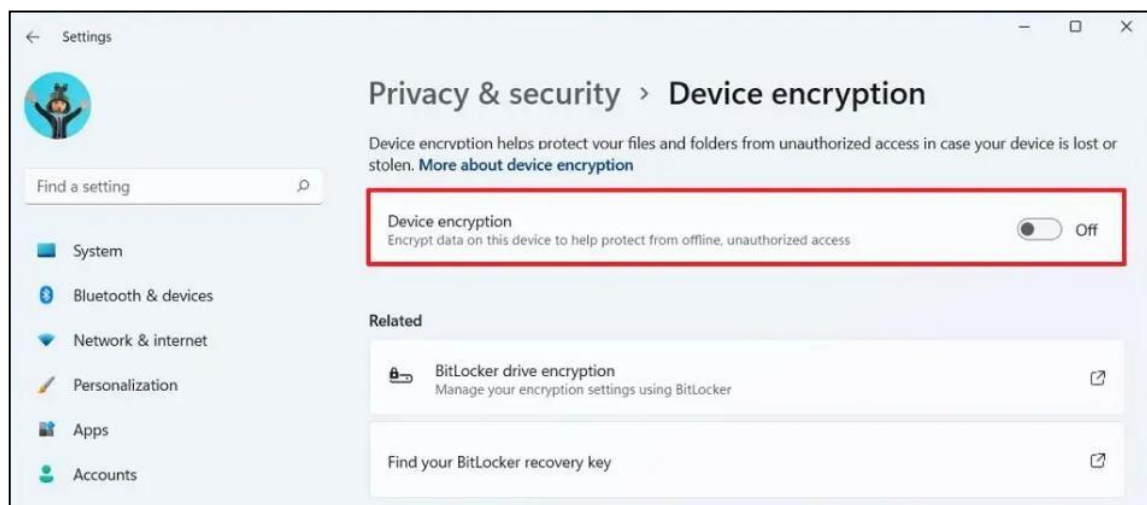 Settings
Privacy & security > Device encryption
Device encryption helps protect your files and folders from unauthorized access in case your device is lost or
stolen. More about device encryption
Find a setting
Device encryption
Encrypt data on this device to help protect from offline, unauthorized access
Off
System
Bluetooth & devices
Network & internet
Personalization
Apps
Accounts
Related
BitLocker drive encryption
Manage your encryption settings using BitLocker
Find your BitLocker recovery key